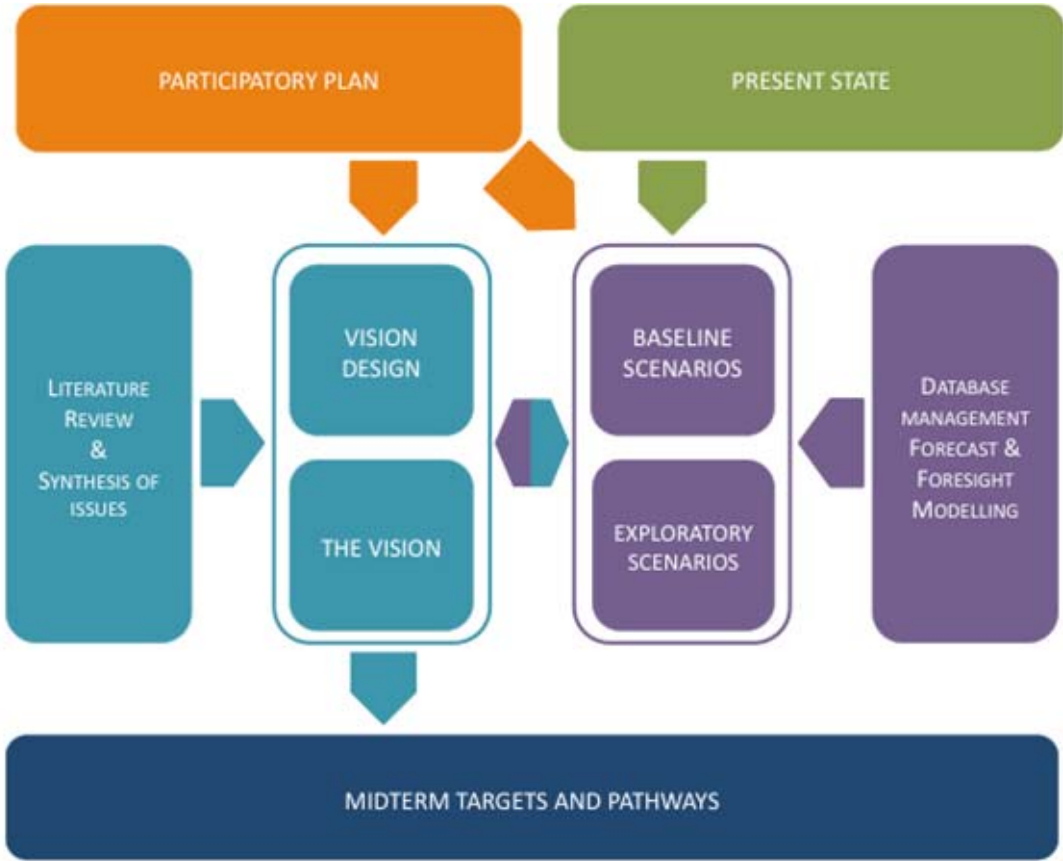 PARTICIPATORY PLAN
PRESENT STATE
LITERATURE
REVIEW
&
SYNTHESIS OF
ISSUES
VISION
DESIGN
THE VISION
BASELINE
SCENARIOS
EXPLORATORY
SCENARIOS
DATABASE
MANAGEMENT
FORECAST &
FORESIGHT
MODELLING
MIDTERM TARGETS AND PATHWAYS